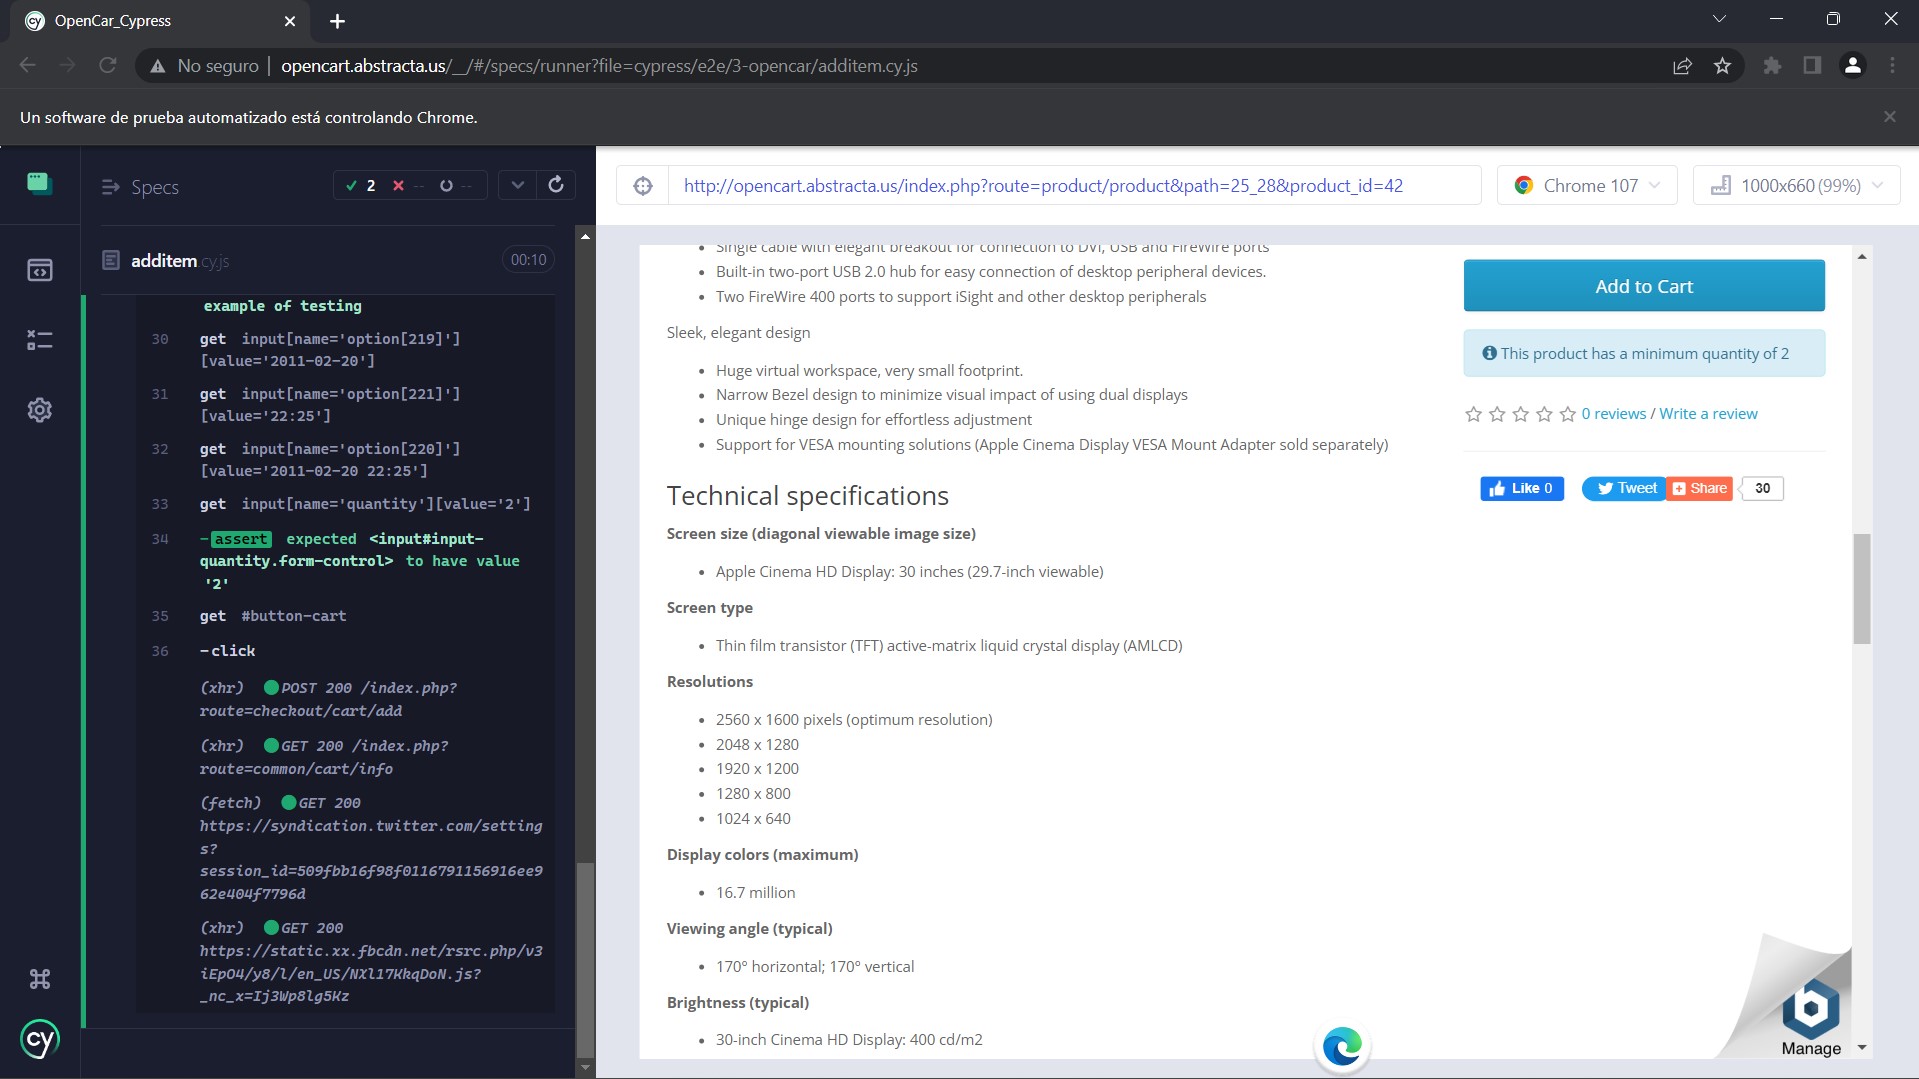 OpenCar_Cypress
No seguro | opencart.abstracta.us/__/#/specs/runner?file=cypress/e2e/3-opencar/additem.cy.js
Un software de prueba automatizado está controlando Chrome.
Specs
2 -- --
additem.cy.js 00:10
example of testing
30 get input[name='option[219]']
[value='2011-02-20']
31 get input[name='option[221]']
[value='22:25']
32 get input[name='option[220]']
[value='2011-02-20 22:25']
33 get input[name='quantity'][value='2']
34 -assert expected <input#input-
quantity.form-control> to have value
'2'
35 get #button-cart
36 -click
(xhr) POST 200 /index.php?
route=checkout/cart/add
(xhr) GET 200 /index.php?
route=common/cart/info
(fetch) GET 200
https://syndication.twitter.com/setting
s?
session_id=509fbb16f98f0116791156916ee9
62e404f7796d
(xhr) GET 200
https://static.xx.fbcdn.net/rsrc.php/v3
iEpO4/y8/l/en_US/NXl17KkqDoN.js?
_nc_x=Ij3Wp8lg5Kz
cy
http://opencart.abstracta.us/index.php?route=product/product&path=25_28&product_id=42
Chrome 107
1000x660 (99%)
Single cable with elegant breakout for connection to DVI, USB and FireWire ports
• Built-in two-port USB 2.0 hub for easy connection of desktop peripheral devices.
• Two FireWire 400 ports to support iSight and other desktop peripherals
Sleek, elegant design
• Huge virtual workspace, very small footprint.
• Narrow Bezel design to minimize visual impact of using dual displays
• Unique hinge design for effortless adjustment
• Support for VESA mounting solutions (Apple Cinema Display VESA Mount Adapter sold separately)
Technical specifications
Screen size (diagonal viewable image size)
• Apple Cinema HD Display: 30 inches (29.7-inch viewable)
Screen type
• Thin film transistor (TFT) active-matrix liquid crystal display (AMLCD)
Resolutions
• 2560 x 1600 pixels (optimum resolution)
• 2048 x 1280
• 1920 x 1200
• 1280 x 800
• 1024 x 640
Display colors (maximum)
• 16.7 million
Viewing angle (typical)
• 170° horizontal; 170° vertical
Brightness (typical)
• 30-inch Cinema HD Display: 400 cd/m2
Add to Cart
This product has a minimum quantity of 2
0 reviews / Write a review
Like 0 Tweet Share 30
Manage